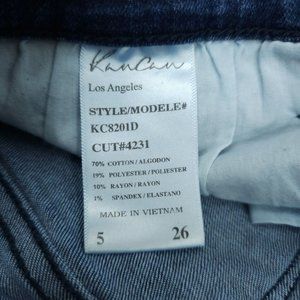 KanCan
Los Angeles
STYLE/MODELE#
KC8201D
CUT#4231
70% COTTON / ALGODON
19% POLYESTER / POLIESTER
10% RAYON / RAYON
1% SPANDEX / ELASTANO
MADE IN VIETNAM
5 26